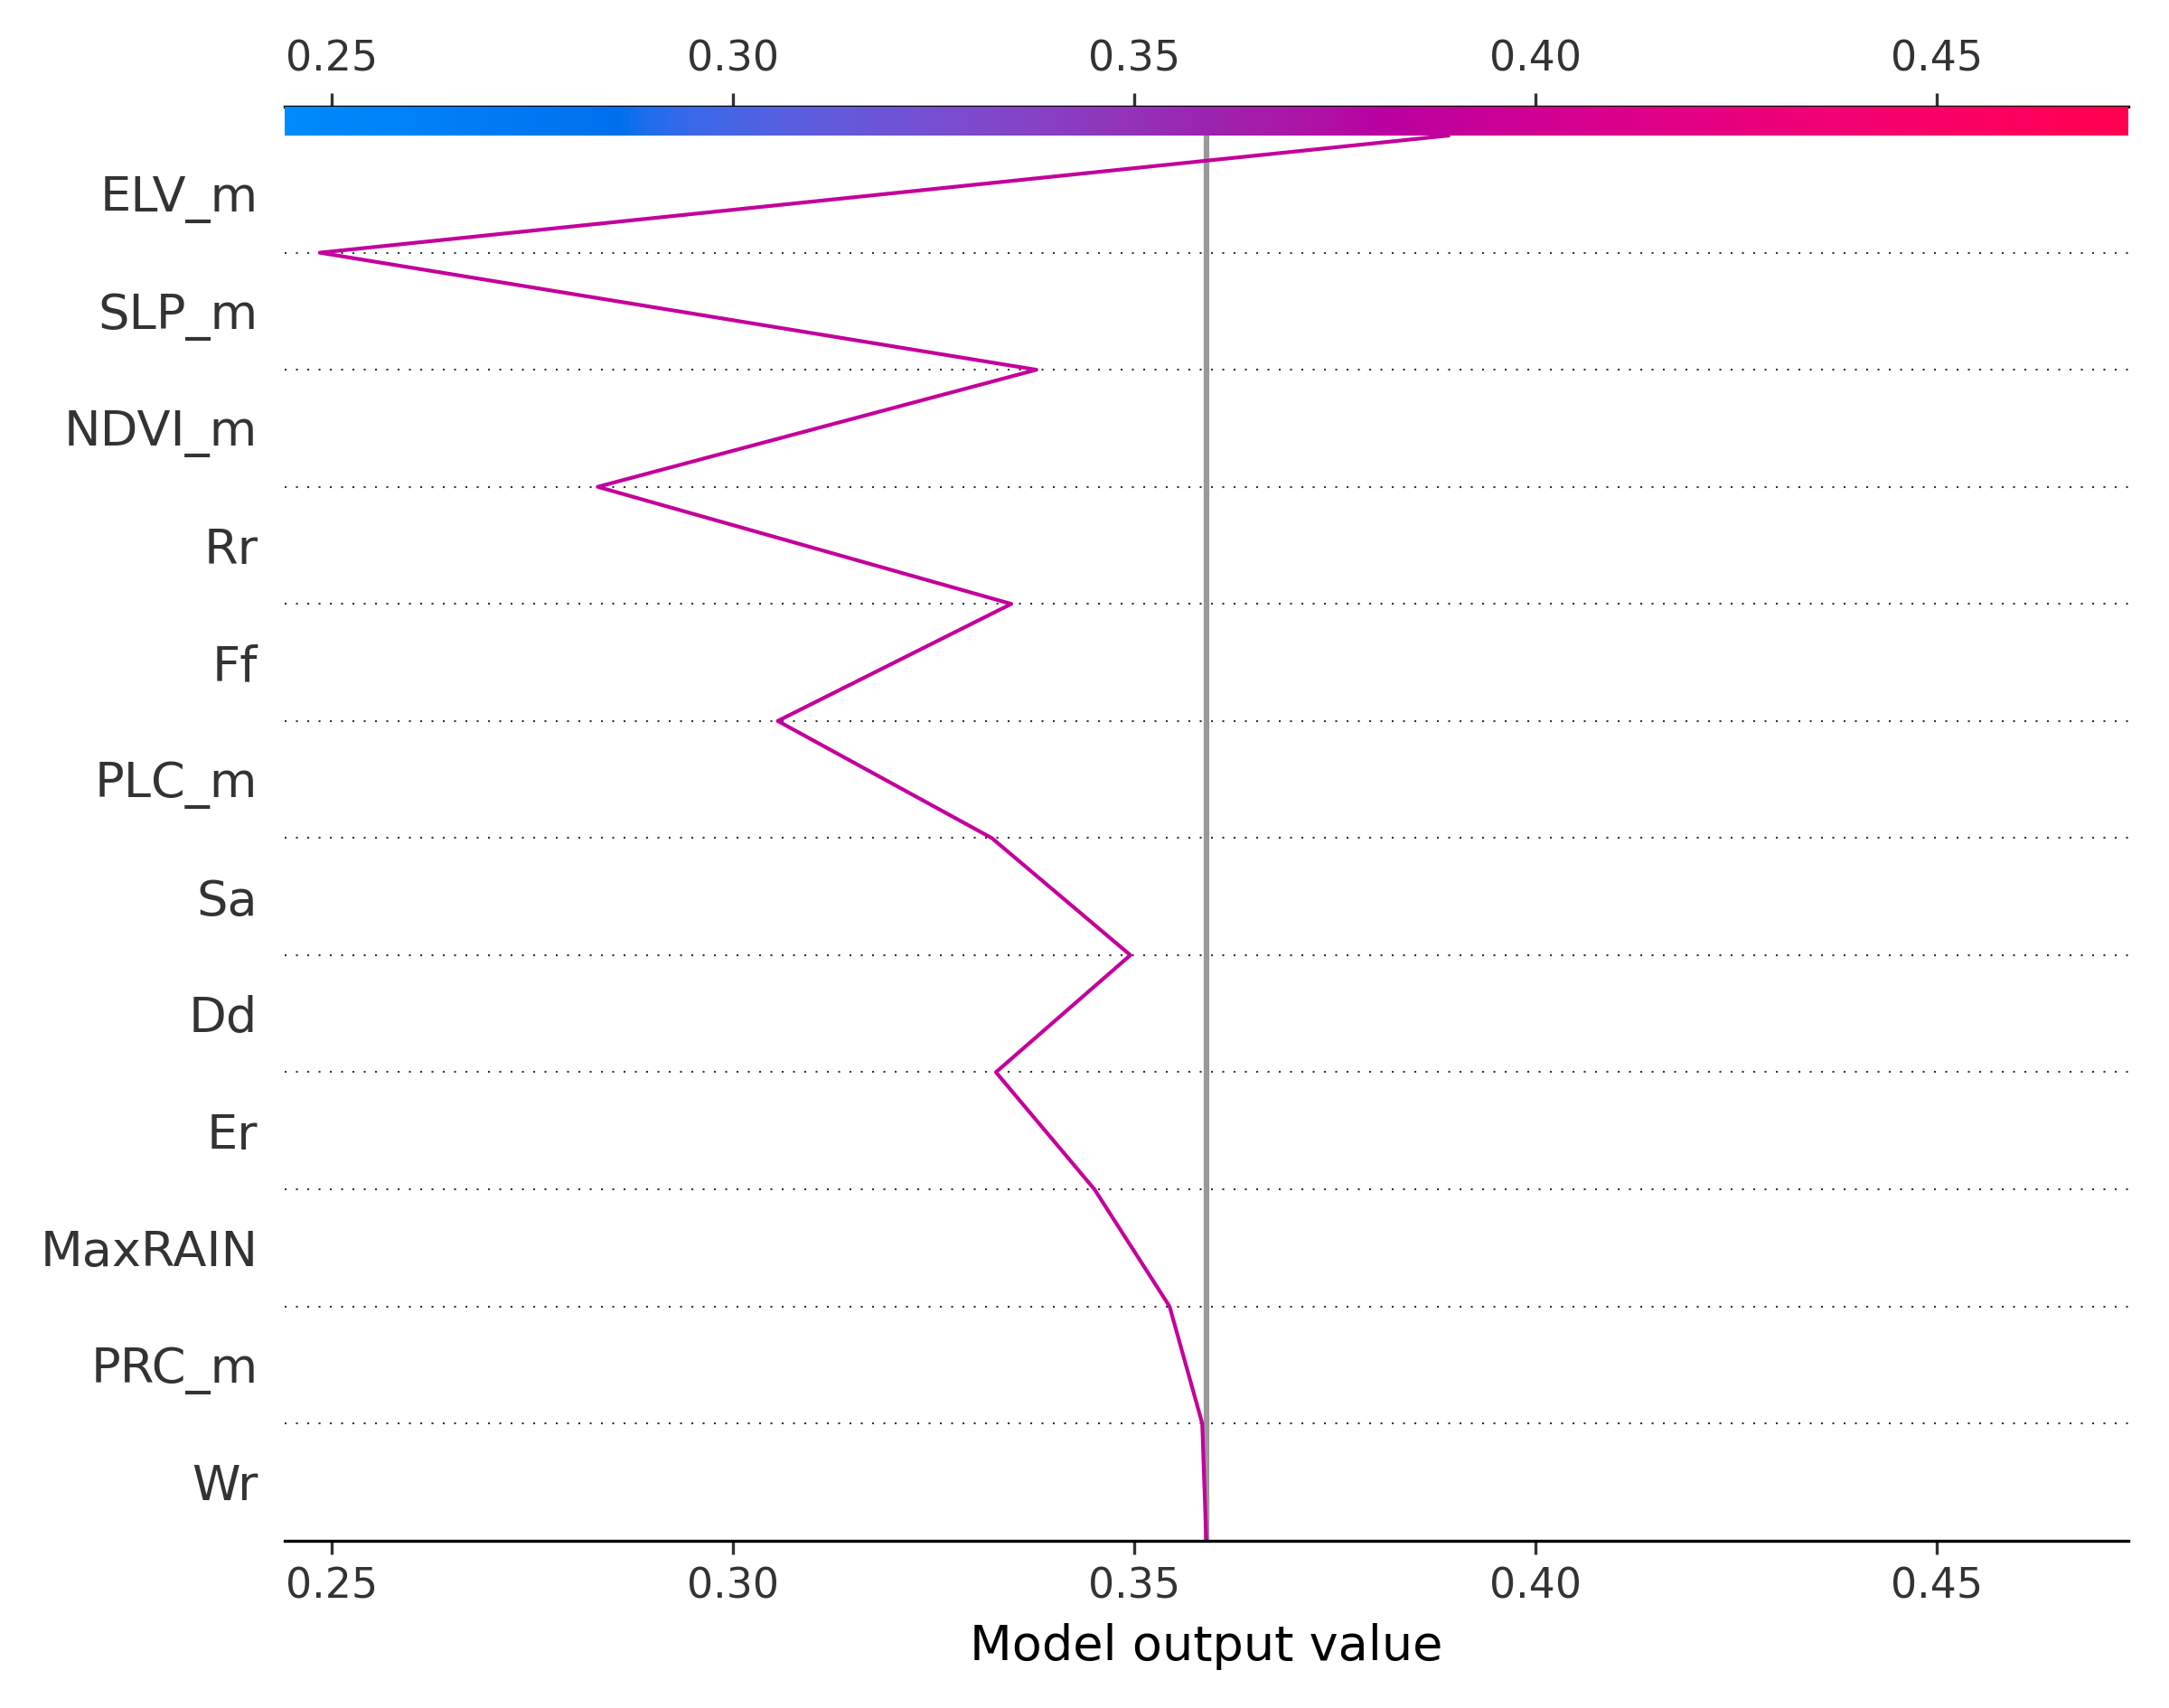 0.25 0.30 0.35 0.40 0.45
ELV_m
SLP_m
NDVI_m
Rr
Ff
PLC_m
Sa
Dd
Er
MaxRAIN
PRC_m
Wr
0.25 0.30 0.35 0.40 0.45
Model output value